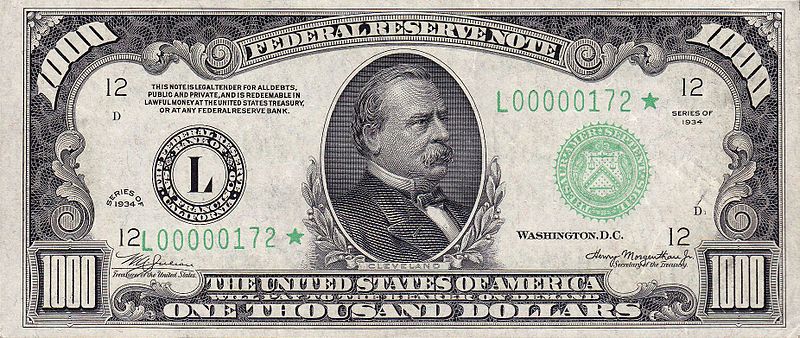 FEDERAL RESERVE NOTE
1000
1000
12
12
D
THIS NOTE IS LEGAL TENDER FOR ALL DEBTS,
PUBLIC AND PRIVATE, AND IS REDEEMABLE IN
LAWFUL MONEY AT THE UNITED STATES TREASURY,
OR AT ANY FEDERAL RESERVE BANK.
L00000172 ★
SERIES OF
1934
FEDERAL RESERVE
BANK OF
SAN FRANCISCO
CALIFORNIA
L
SERIES OF
1934
D
WASHINGTON, D.C.
12
L00000172 ★
12
Treasurer of the United States.
CLEVELAND
Henry Morgenthau Jr.
Secretary of the Treasury.
1000
THE UNITED STATES OF AMERICA
WILL PAY TO THE BEARER ON DEMAND
ONE THOUSAND DOLLARS
1000